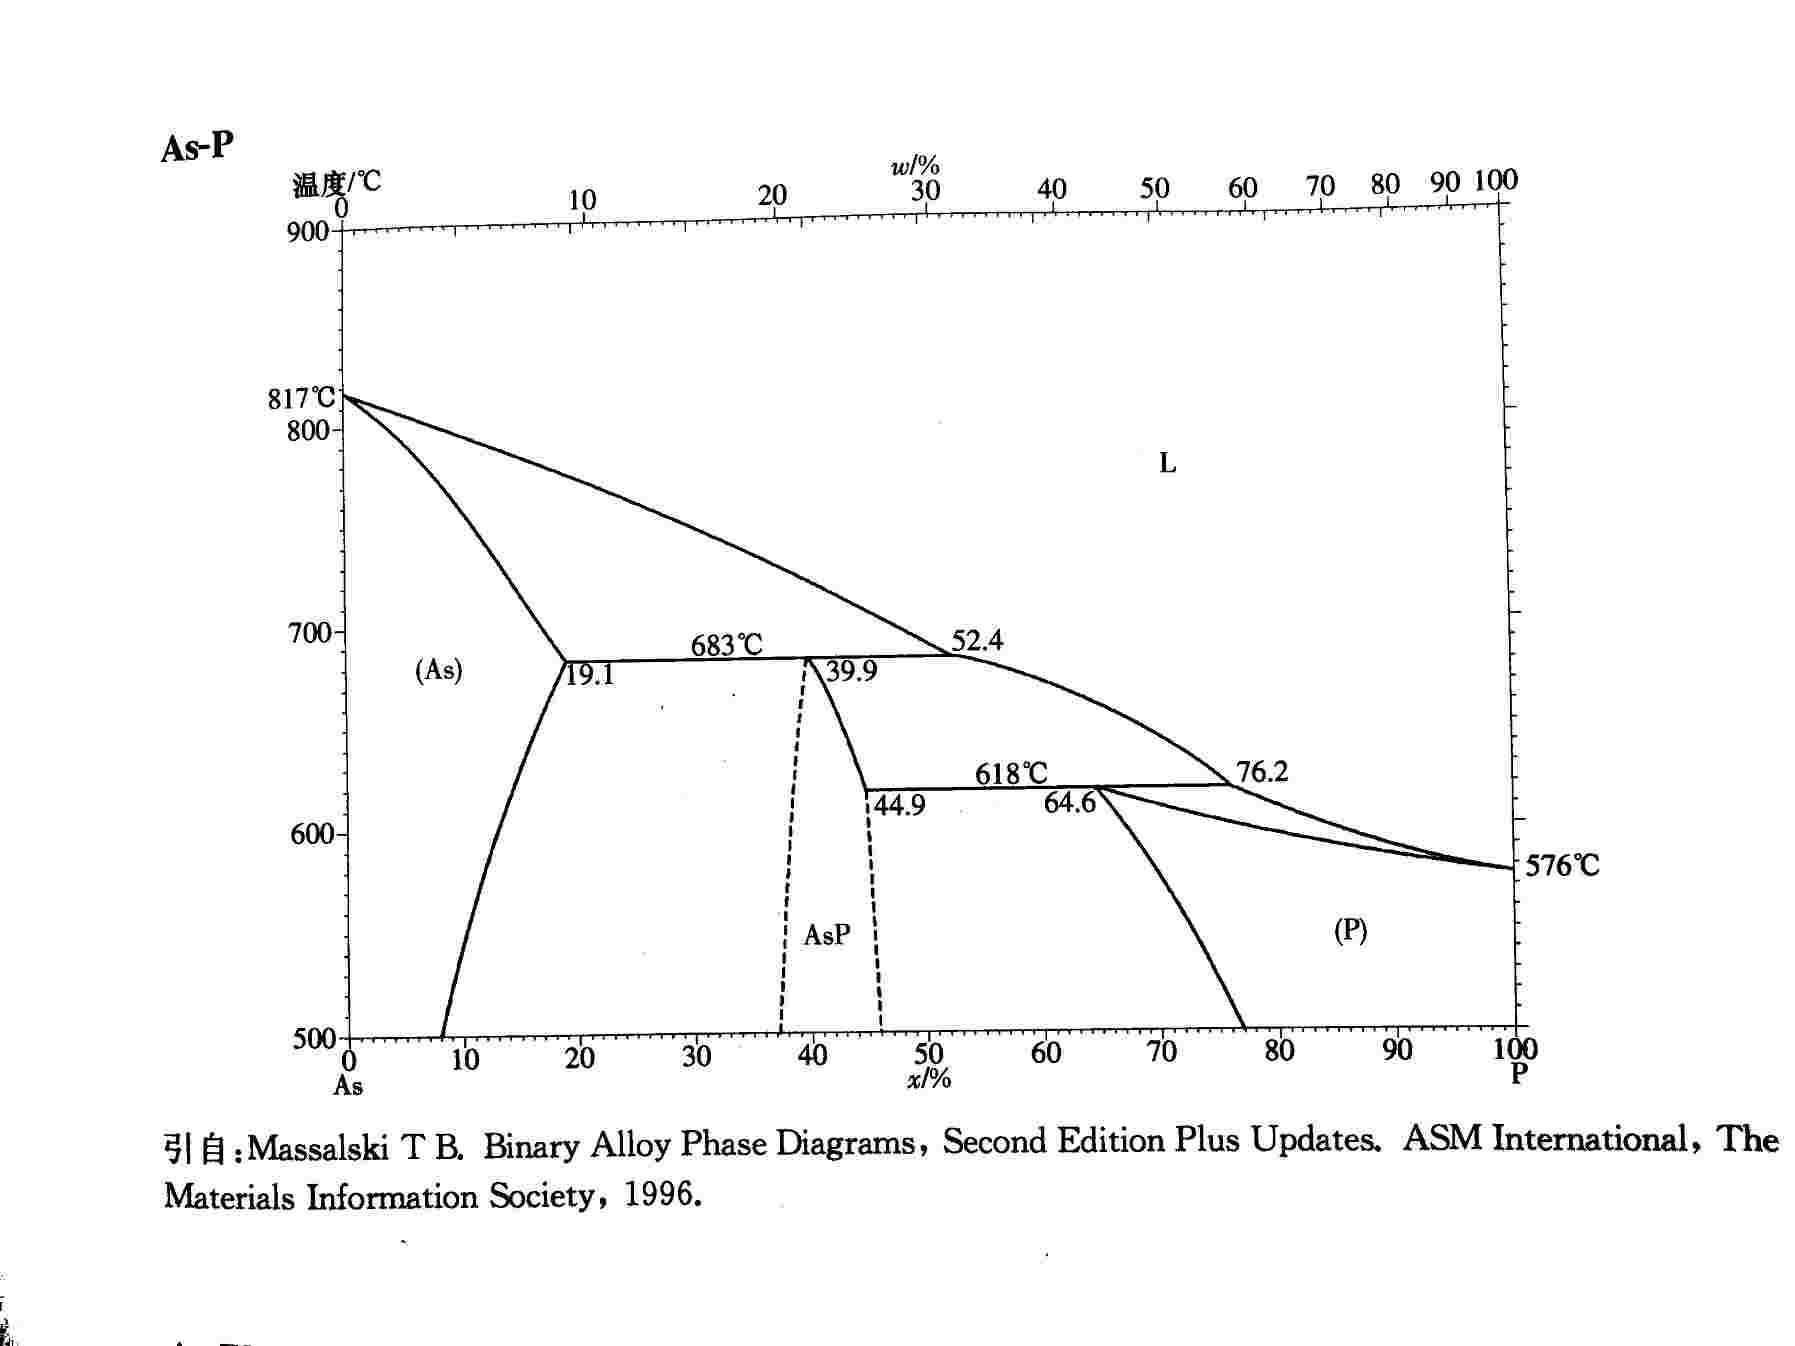 As-P
温度/℃
w/%
0 10 20 30 40 50 60 70 80 90 100
900
817℃
800
L
700
683℃
52.4
(As)
19.1
39.9
618℃
76.2
44.9
64.6
600
576℃
AsP
(P)
500
0 10 20 30 40 50 60 70 80 90 100
As
x/%
P
引自:Massalski T B. Binary Alloy Phase Diagrams, Second Edition Plus Updates. ASM International, The
Materials Information Society, 1996.